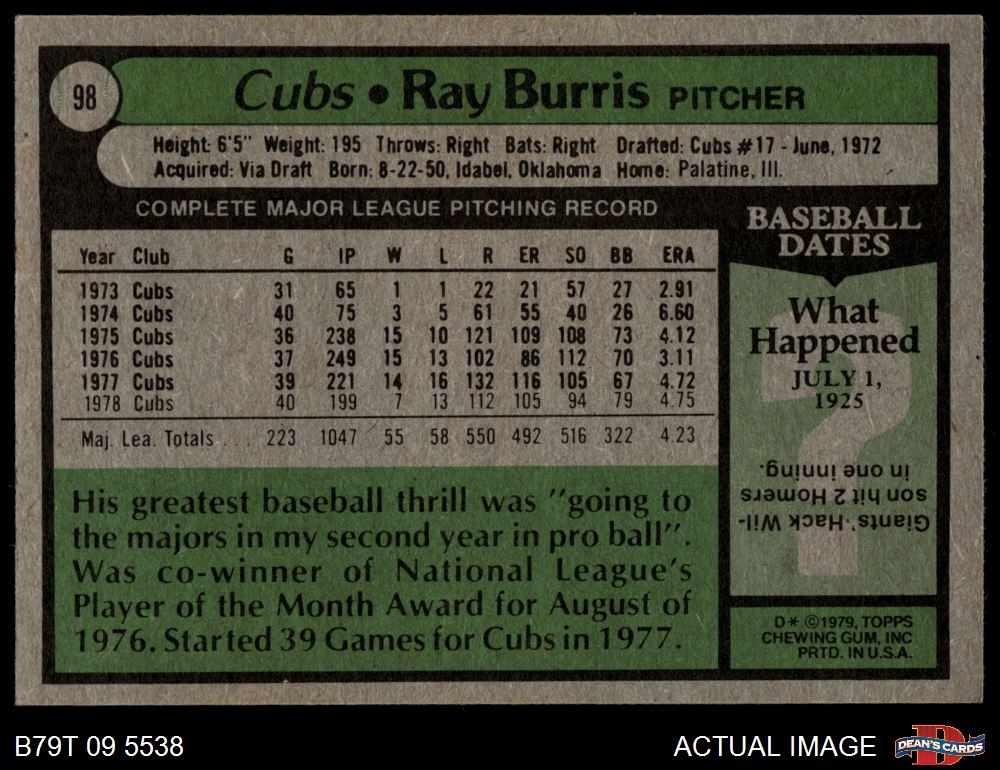 98
Cubs • Ray Burris PITCHER
Height: 6'5" Weight: 195 Throws: Right Bats: Right Drafted: Cubs #17 - June, 1972
Acquired: Via Draft Born: 8-22-50, Idabel, Oklahoma Home: Palatine, Ill.
COMPLETE MAJOR LEAGUE PITCHING RECORD
Year Club G IP W L R ER SO BB ERA
1973 Cubs 31 65 1 1 22 21 57 27 2.91
1974 Cubs 40 75 3 5 61 55 40 26 6.60
1975 Cubs 36 238 15 10 121 109 108 73 4.12
1976 Cubs 37 249 15 13 102 86 112 70 3.11
1977 Cubs 39 221 14 16 132 116 105 67 4.72
1978 Cubs 40 199 7 13 112 105 94 79 4.75
Maj. Lea. Totals . . . 223 1047 55 58 550 492 516 322 4.23
His greatest baseball thrill was "going to
the majors in my second year in pro ball".
Was co-winner of National League's
Player of the Month Award for August of
1976. Started 39 Games for Cubs in 1977.
BASEBALL
DATES
What
Happened
JULY 1,
1925
Giants' Hack Wil-
son hit 2 Homers
in one inning.
D* ©1979, TOPPS
CHEWING GUM, INC
PRTD. IN U.S.A.
B79T 09 5538
ACTUAL IMAGE
D
DEAN'S CARDS